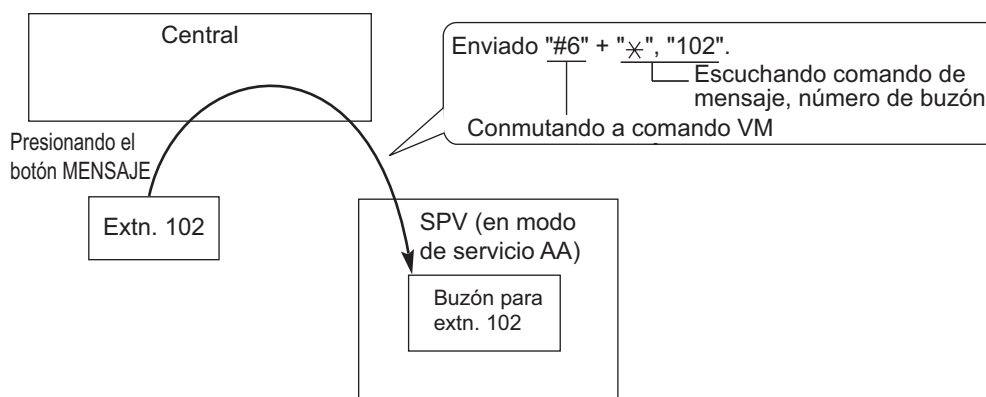 Central
Enviado "#6" + "*", "102".
Escuchando comando de
mensaje, número de buzón
Conmutando a comando VM
Presionando el
botón MENSAJE
Extn. 102
SPV (en modo
de servicio AA)
Buzón para
extn. 102